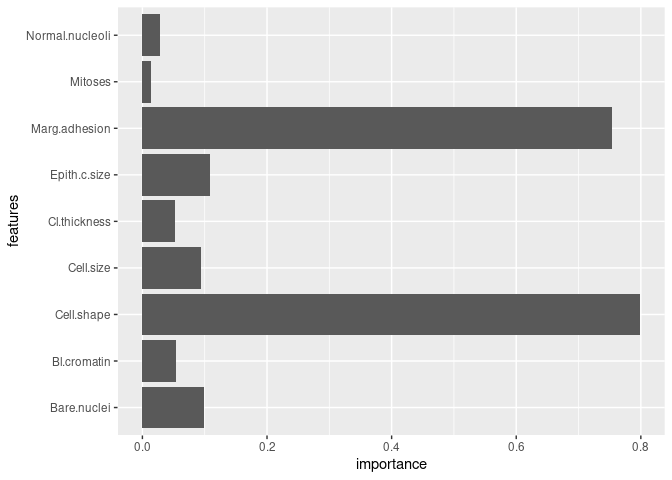 Normal.nucleoli
Mitoses
Marg.adhesion
Epith.c.size
Cl.thickness
Cell.size
Cell.shape
Bl.cromatin
Bare.nuclei
features
0.0 0.2 0.4 0.6 0.8
importance